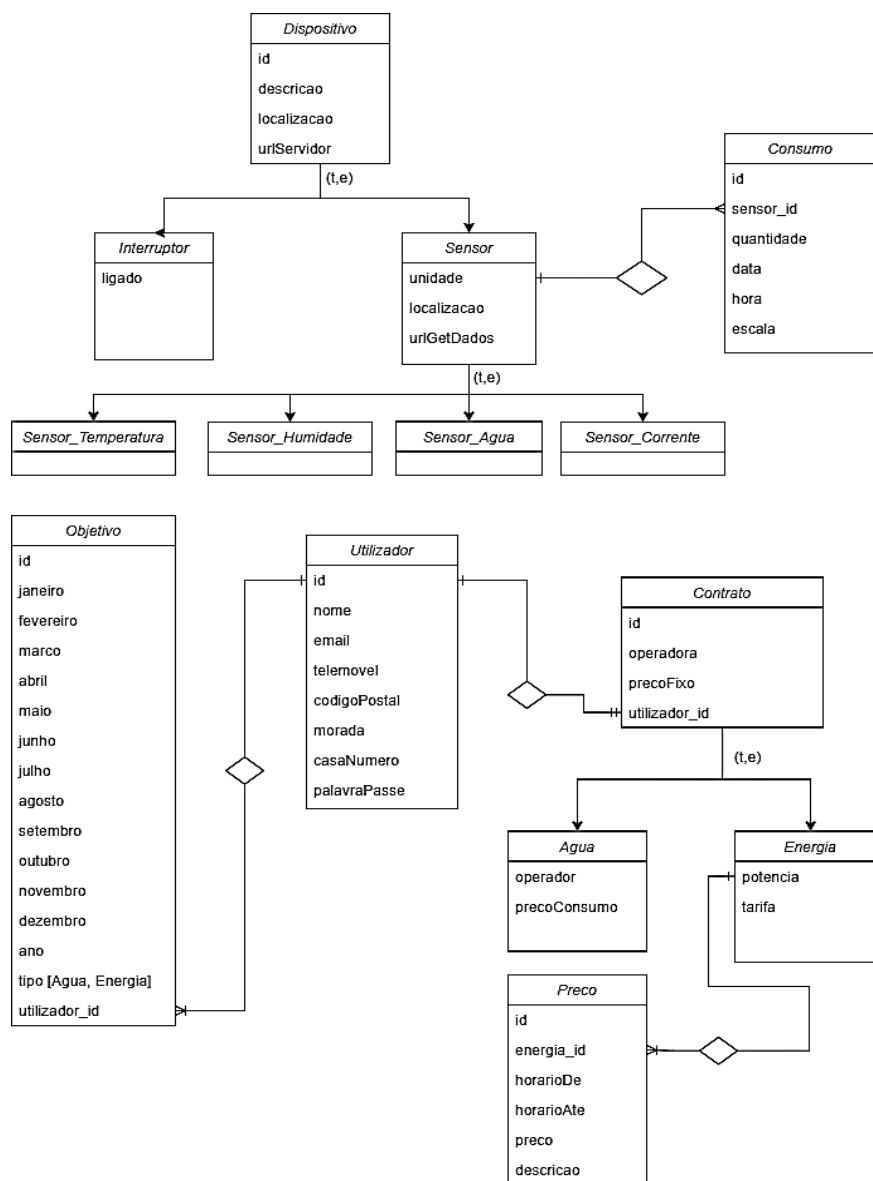 Dispositivo
id
descricao
localizacao
urlServidor
(t,e)
Interruptor
ligado
Sensor
unidade
localizacao
urlGetDados
(t,e)
Consumo
id
sensor_id
quantidade
data
hora
escala
Sensor_Temperatura
Sensor_Humidade
Sensor_Agua
Sensor_Corrente
Objetivo
id
janeiro
fevereiro
marco
abril
maio
junho
julho
agosto
setembro
outubro
novembro
dezembro
ano
tipo [Agua, Energia]
utilizador_id
Utilizador
id
nome
email
telemovel
codigoPostal
morada
casaNumero
palavraPasse
Contrato
id
operadora
precoFixo
utilizador_id
(t,e)
Agua
operador
precoConsumo
Energia
potencia
tarifa
Preco
id
energia_id
horarioDe
horarioAte
preco
descricao